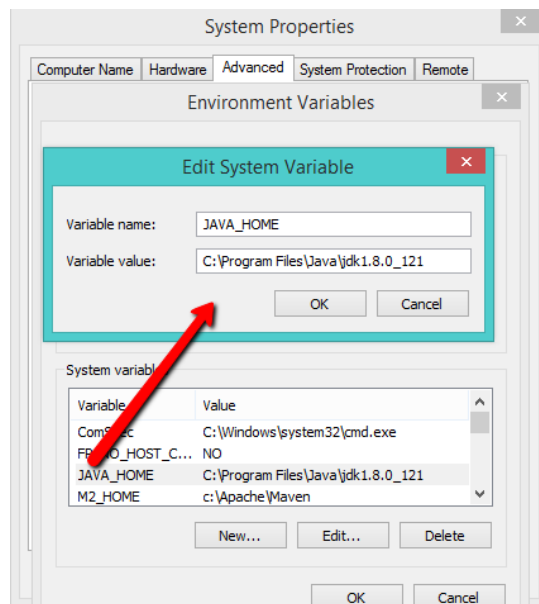 System Properties
Computer Name Hardware Advanced System Protection Remote
Environment Variables
Edit System Variable
Variable name: JAVA_HOME
Variable value: C:\Program Files\Java\jdk1.8.0_121
OK Cancel
System
Variable Value
C:\Windows\system32\cmd.exe
NO
JAVA_HOME C:\Program Files\Java\jdk1.8.0_121
M2_HOME c:\Apache\Maven
New... Edit... Delete
OK Cancel